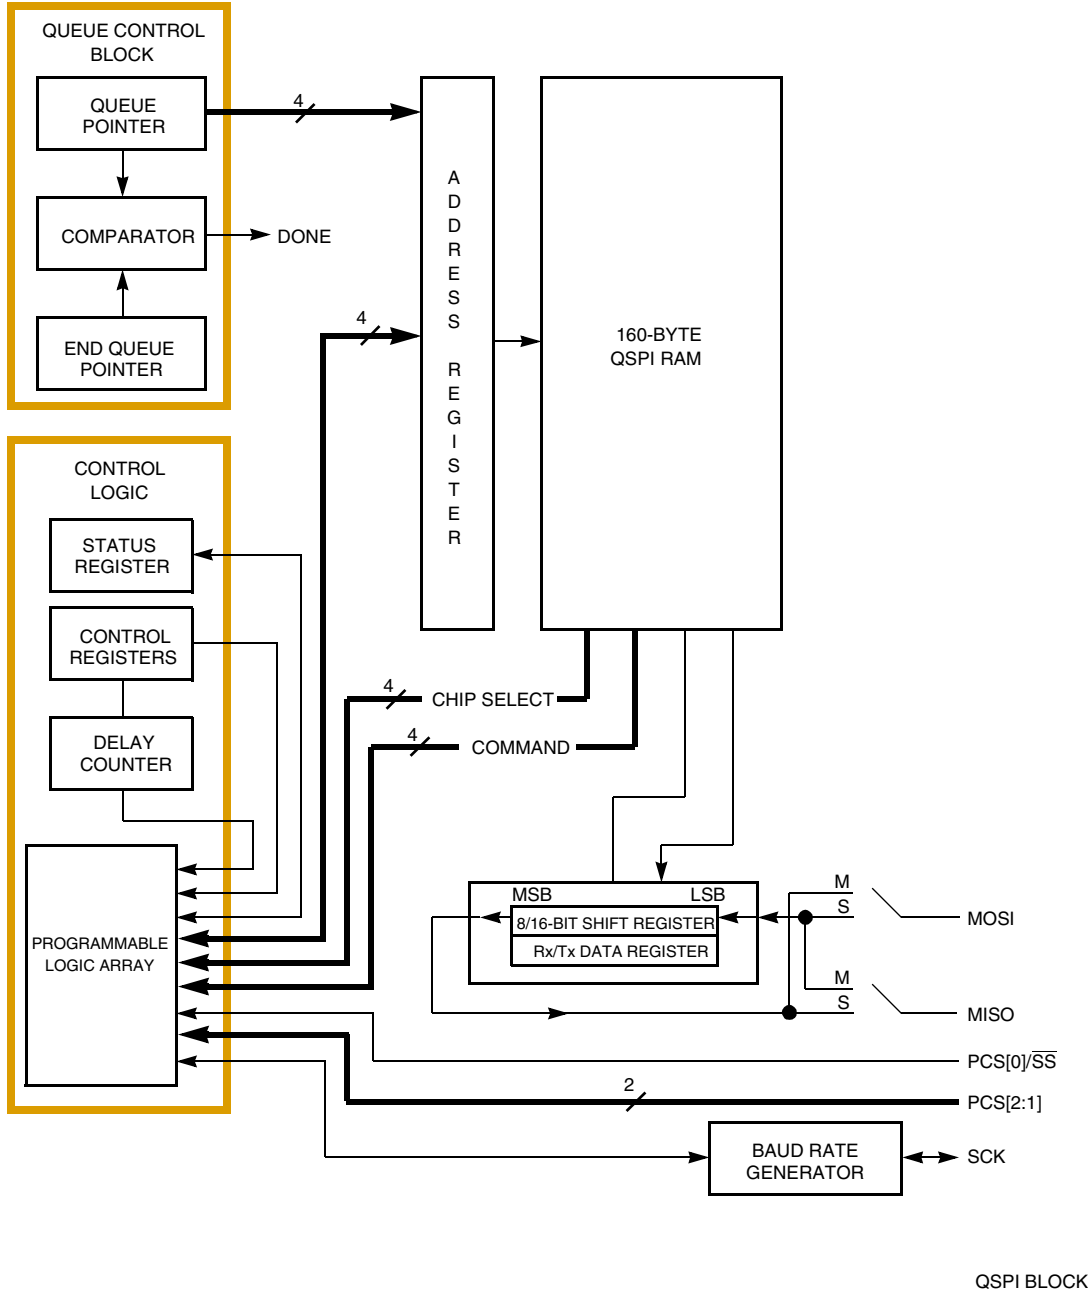 QUEUE CONTROL
BLOCK
QUEUE
POINTER
4
COMPARATOR
DONE
END QUEUE
POINTER
4
ADDRESS REGISTER
160-BYTE
QSPI RAM
CONTROL
LOGIC
STATUS
REGISTER
CONTROL
REGISTERS
DELAY
COUNTER
4
CHIP SELECT
4
COMMAND
PROGRAMMABLE
LOGIC ARRAY
MSB
LSB
8/16-BIT SHIFT REGISTER
Rx/Tx DATA REGISTER
M
S
MOSI
M
S
MISO
PCS[0]/S̅S̅
2
PCS[2:1]
BAUD RATE
GENERATOR
SCK
QSPI BLOCK